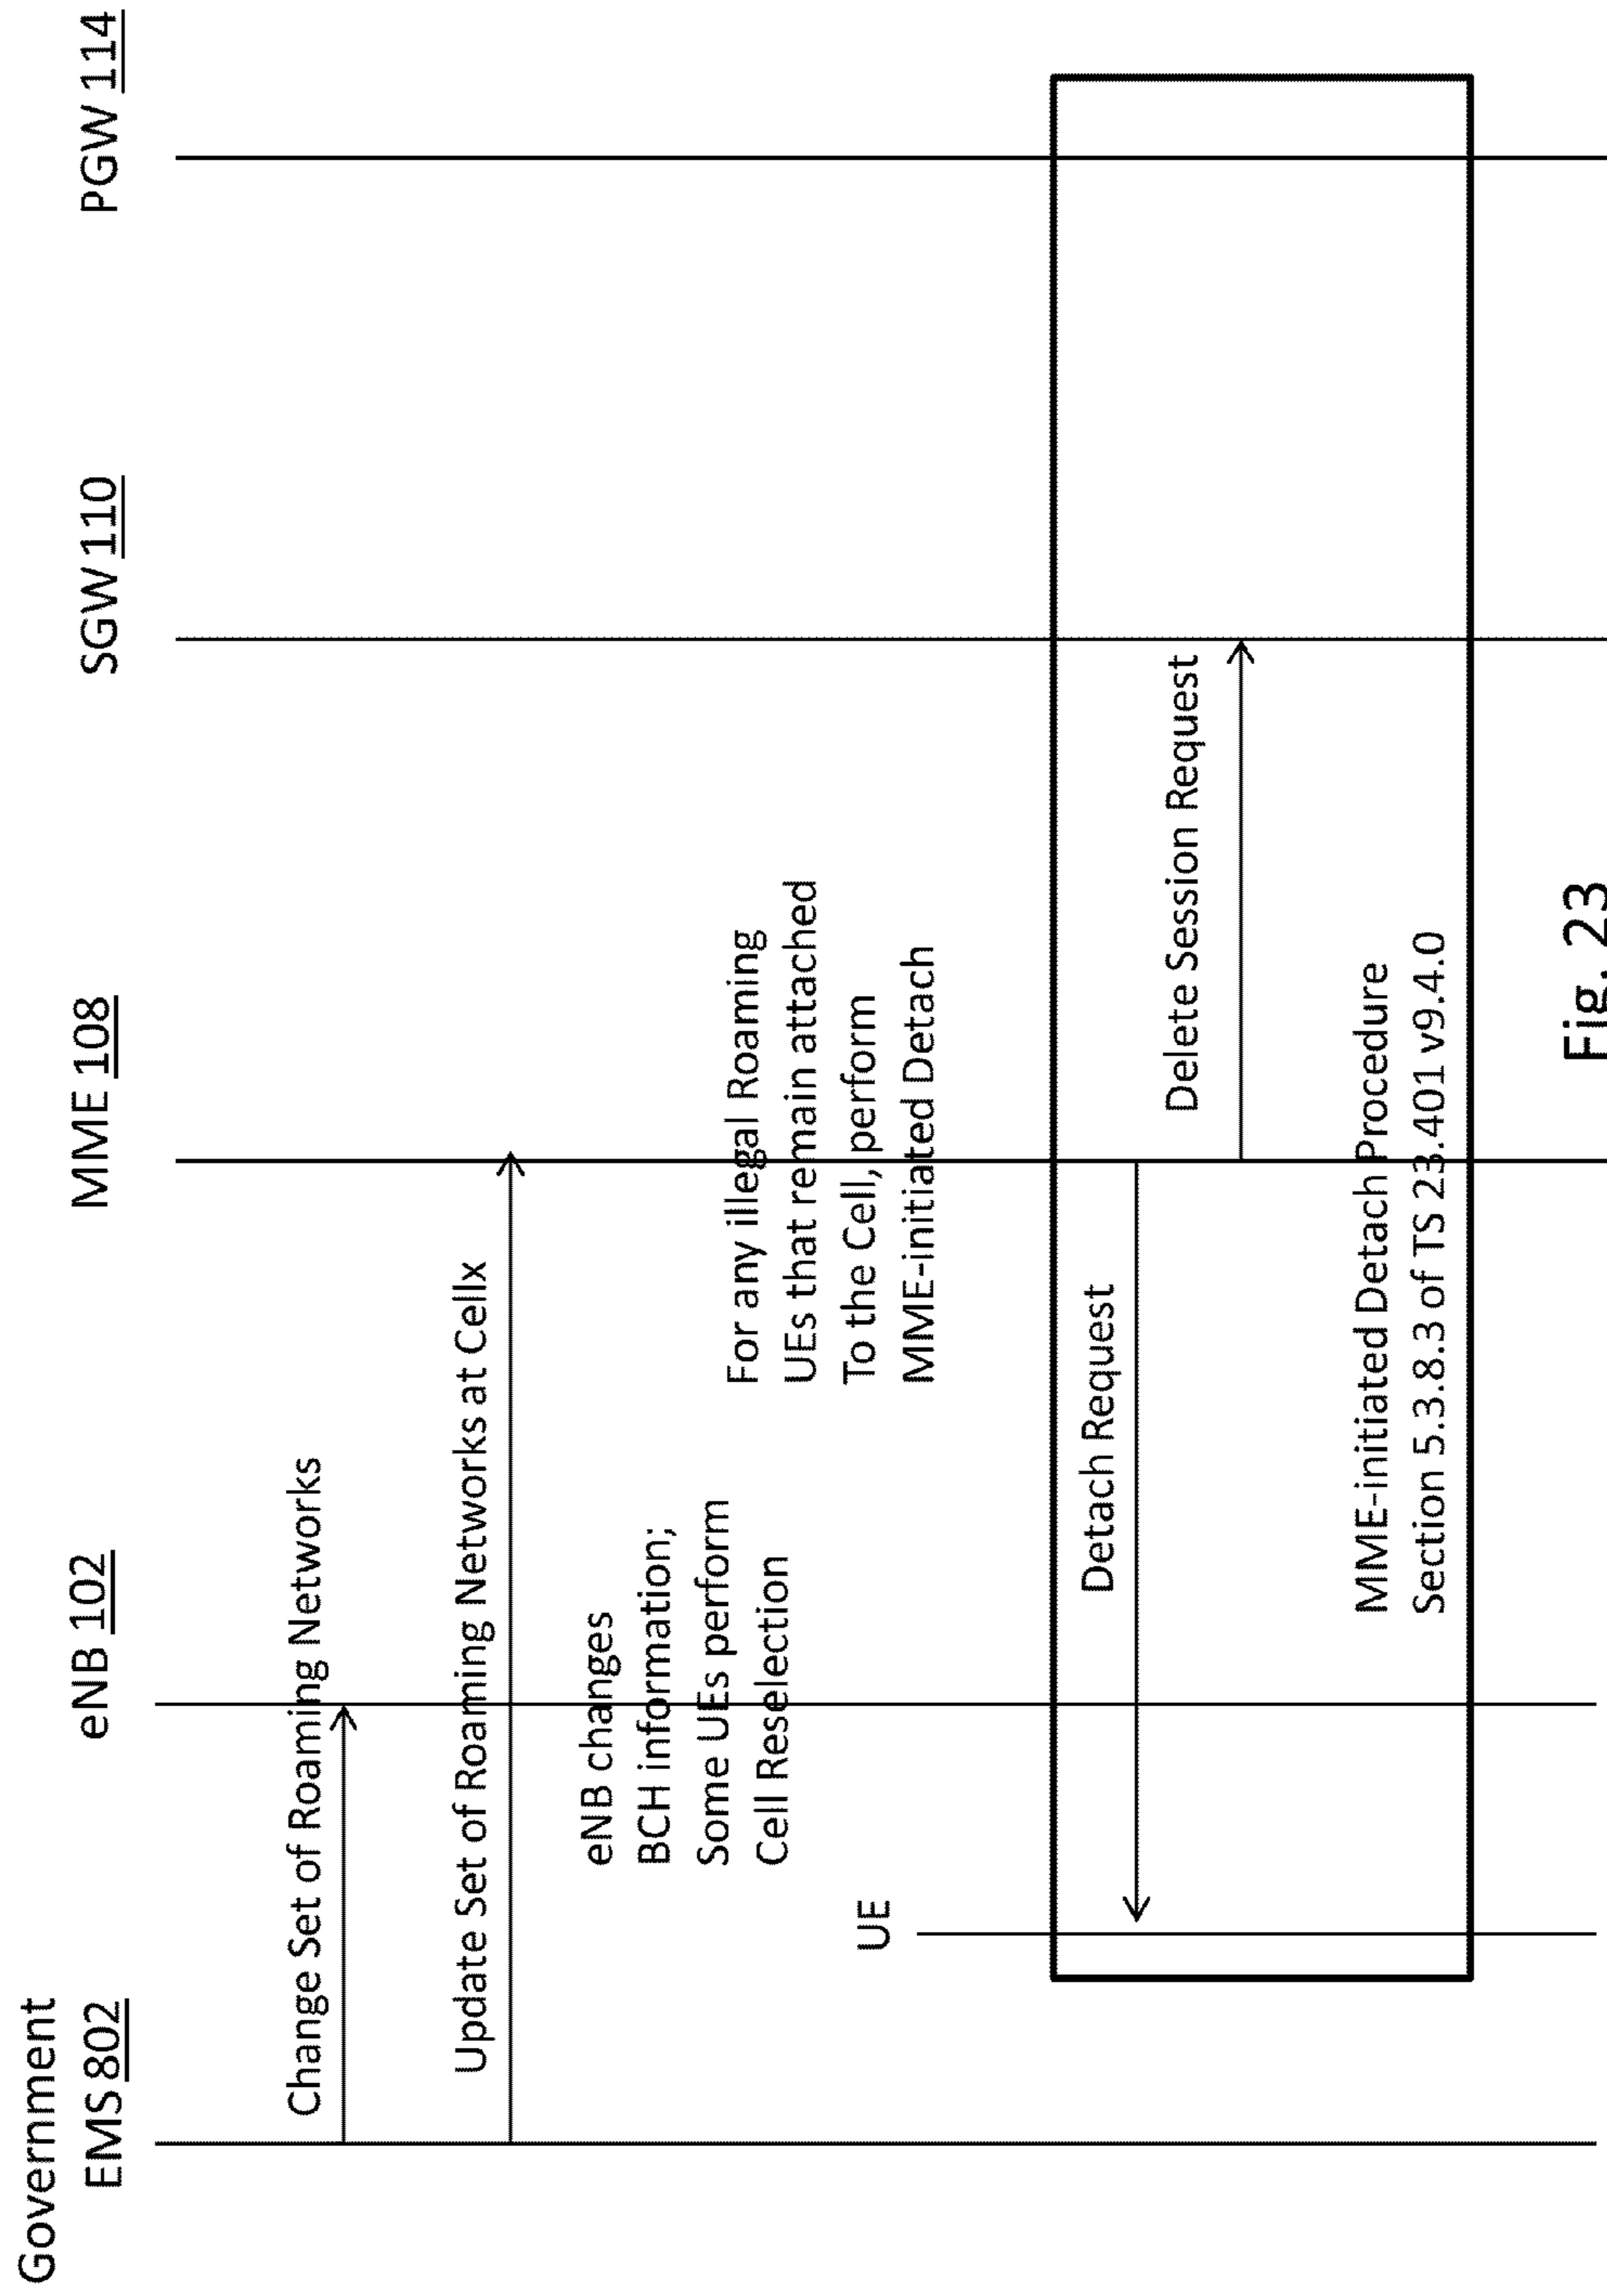 Government
EMS 802
eNB 102
MME 108
SGW 110
PGW 114
Change Set of Roaming Networks
Update Set of Roaming Networks at Cellx
eNB changes
BCH information;
Some UEs perform
Cell Reselection
For any illegal Roaming
UEs that remain attached
To the Cell, perform
MME-initiated Detach
UE
Detach Request
Delete Session Request
MME-initiated Detach Procedure
Section 5.3.8.3 of TS 23.401 v9.4.0
Fig. 23